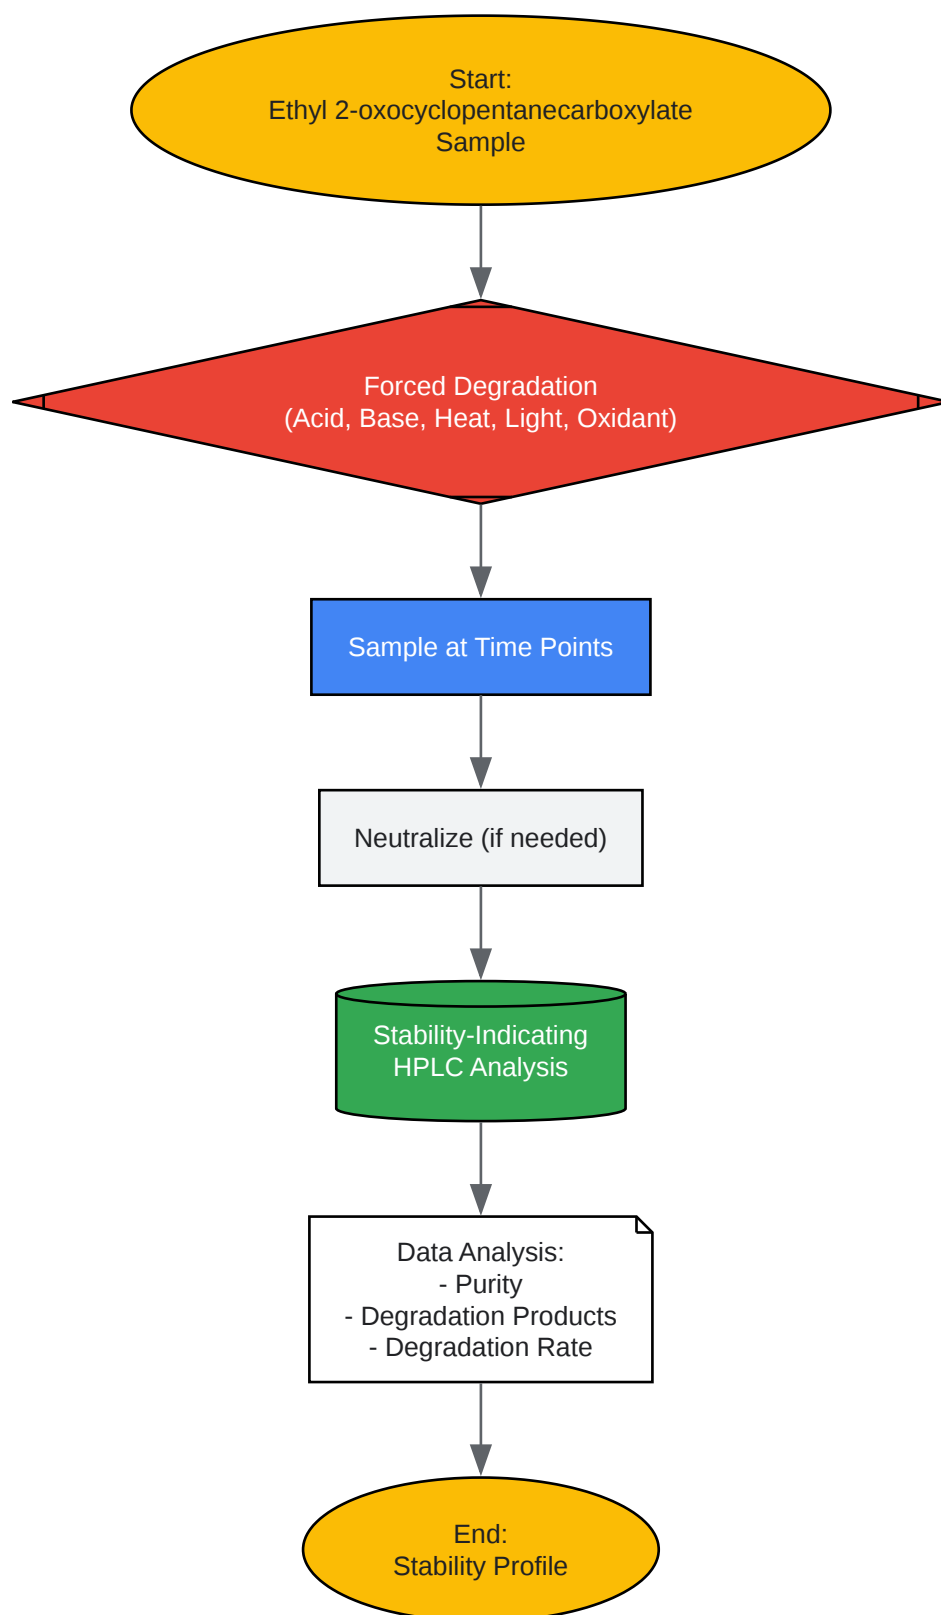 Start:
Ethyl 2-oxocyclopentanecarboxylate
Sample
Forced Degradation
(Acid, Base, Heat, Light, Oxidant)
Sample at Time Points
Neutralize (if needed)
Stability-Indicating
HPLC Analysis
Data Analysis:
- Purity
- Degradation Products
- Degradation Rate
End:
Stability Profile